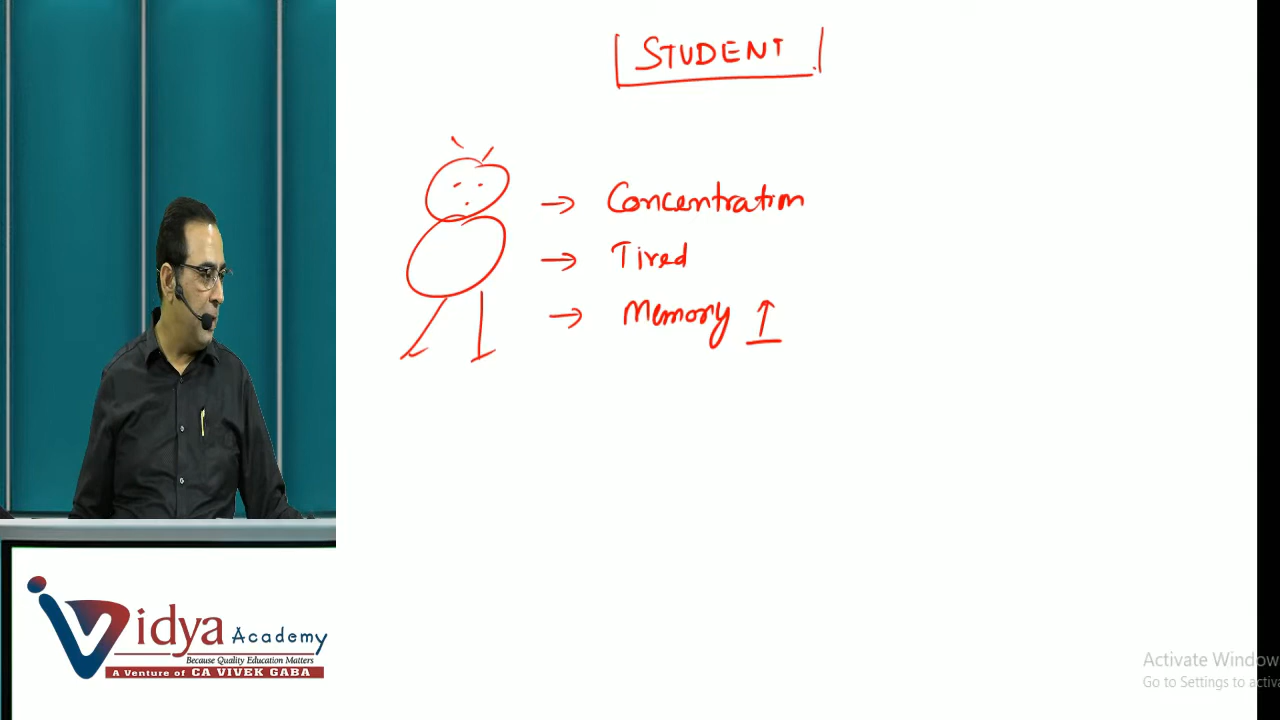 STUDENT
→ Concentration
→ Tired
→ Memory ↑
Vidya Academy
Because Quality Education Matters
A Venture of CA VIVEK GABA
Activate Window
Go to Settings to activa